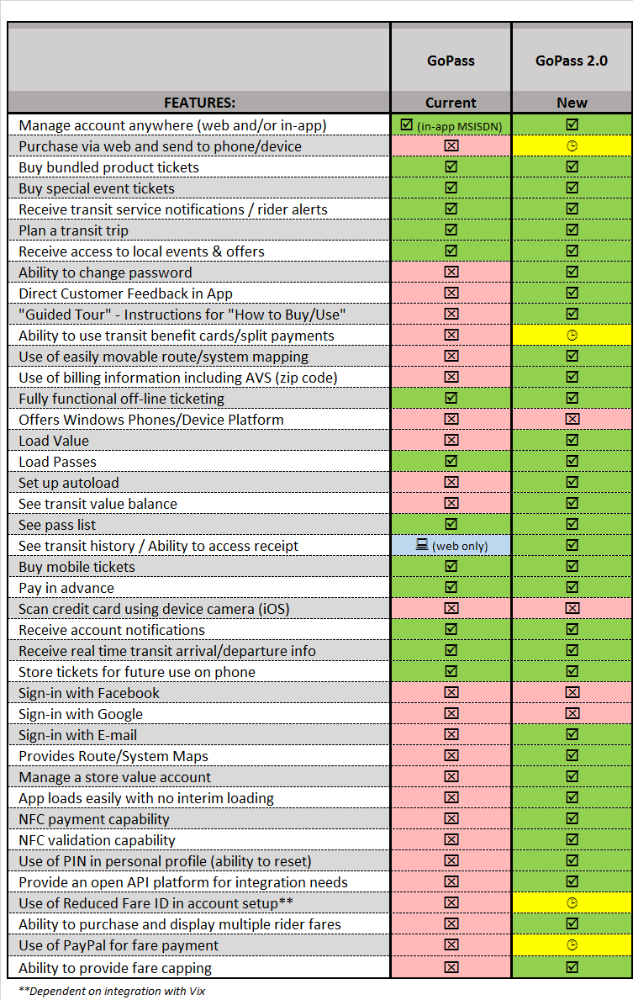 GoPass GoPass 2.0
FEATURES: Current New
Manage account anywhere (web and/or in-app) ☑ (in-app MSISDN) ☑
Purchase via web and send to phone/device ☒ 🕒
Buy bundled product tickets ☑ ☑
Buy special event tickets ☑ ☑
Receive transit service notifications / rider alerts ☑ ☑
Plan a transit trip ☑ ☑
Receive access to local events & offers ☑ ☑
Ability to change password ☒ ☑
Direct Customer Feedback in App ☒ ☑
"Guided Tour" - Instructions for "How to Buy/Use" ☒ ☑
Ability to use transit benefit cards/split payments ☒ 🕒
Use of easily movable route/system mapping ☒ ☑
Use of billing information including AVS (zip code) ☒ ☑
Fully functional off-line ticketing ☑ ☑
Offers Windows Phones/Device Platform ☒ ☒
Load Value ☒ ☑
Load Passes ☑ ☑
Set up autoload ☒ ☑
See transit value balance ☒ ☑
See pass list ☑ ☑
See transit history / Ability to access receipt 💻 (web only) ☑
Buy mobile tickets ☑ ☑
Pay in advance ☑ ☑
Scan credit card using device camera (iOS) ☒ ☒
Receive account notifications ☑ ☑
Receive real time transit arrival/departure info ☑ ☑
Store tickets for future use on phone ☑ ☑
Sign-in with Facebook ☒ ☒
Sign-in with Google ☒ ☒
Sign-in with E-mail ☒ ☑
Provides Route/System Maps ☒ ☑
Manage a store value account ☒ ☑
App loads easily with no interim loading ☒ ☑
NFC payment capability ☒ ☑
NFC validation capability ☒ ☑
Use of PIN in personal profile (ability to reset) ☒ ☑
Provide an open API platform for integration needs ☒ ☑
Use of Reduced Fare ID in account setup** ☒ 🕒
Ability to purchase and display multiple rider fares ☒ ☑
Use of PayPal for fare payment ☒ 🕒
Ability to provide fare capping ☒ ☑
**Dependent on integration with Vix